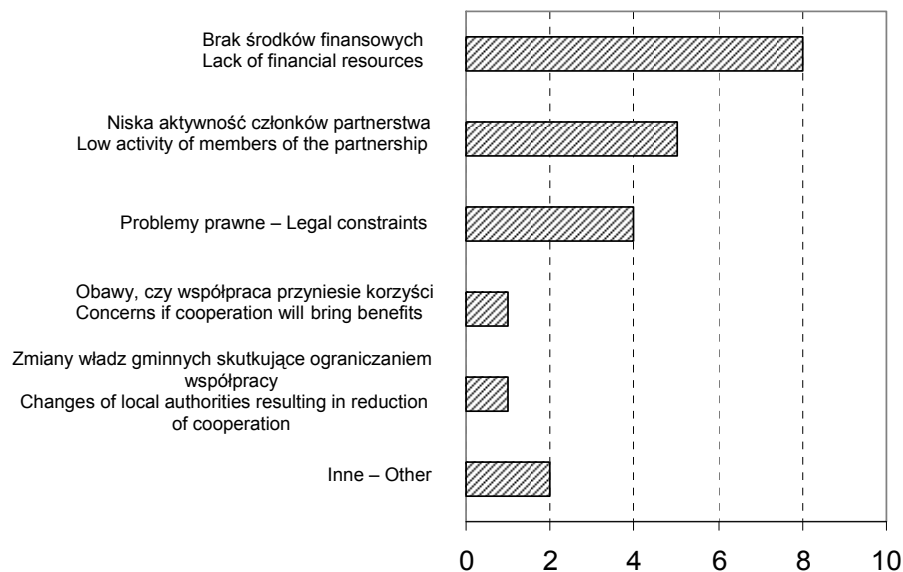 Brak środków finansowych
Lack of financial resources
Niska aktywność członków partnerstwa
Low activity of members of the partnership
Problemy prawne – Legal constraints
Obawy, czy współpraca przyniesie korzyści
Concerns if cooperation will bring benefits
Zmiany władz gminnych skutkujące ograniczaniem
współpracy
Changes of local authorities resulting in reduction
of cooperation
Inne – Other
0 2 4 6 8 10